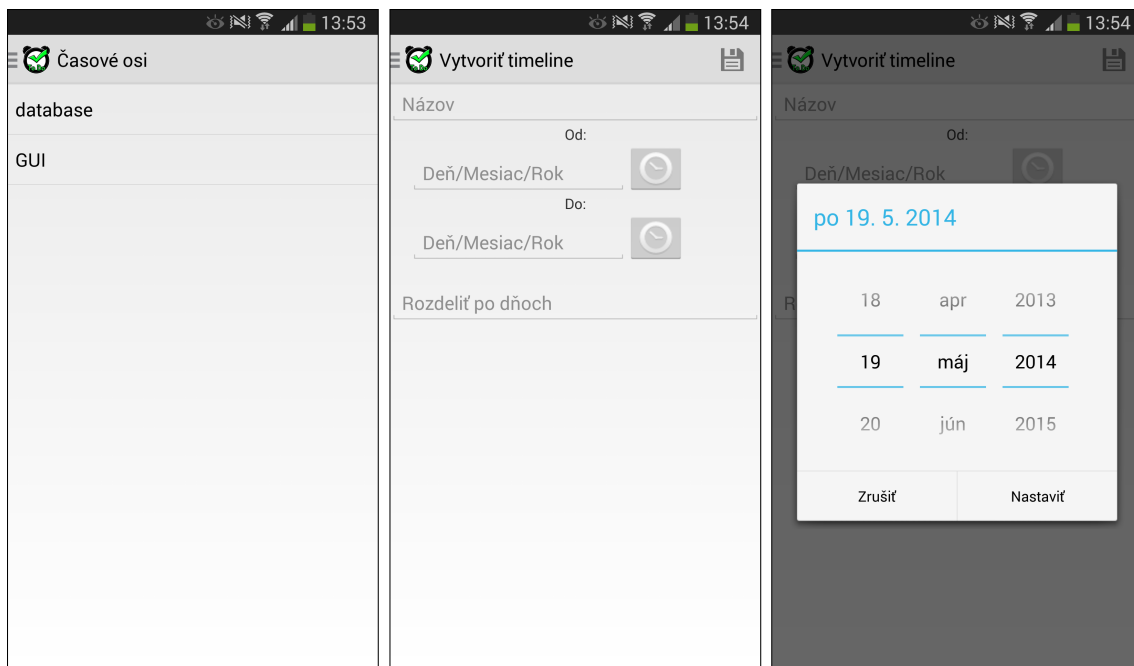 13:53
Časové osi
database
GUI
13:54
Vytvoriť timeline
Názov
Od:
Deň/Mesiac/Rok
Do:
Deň/Mesiac/Rok
Rozdeliť po dňoch
13:54
Vytvoriť timeline
Názov
Od:
Deň/Mesiac/Rok
po 19. 5. 2014
18 apr 2013
R
19 máj 2014
20 jún 2015
Zrušiť Nastaviť